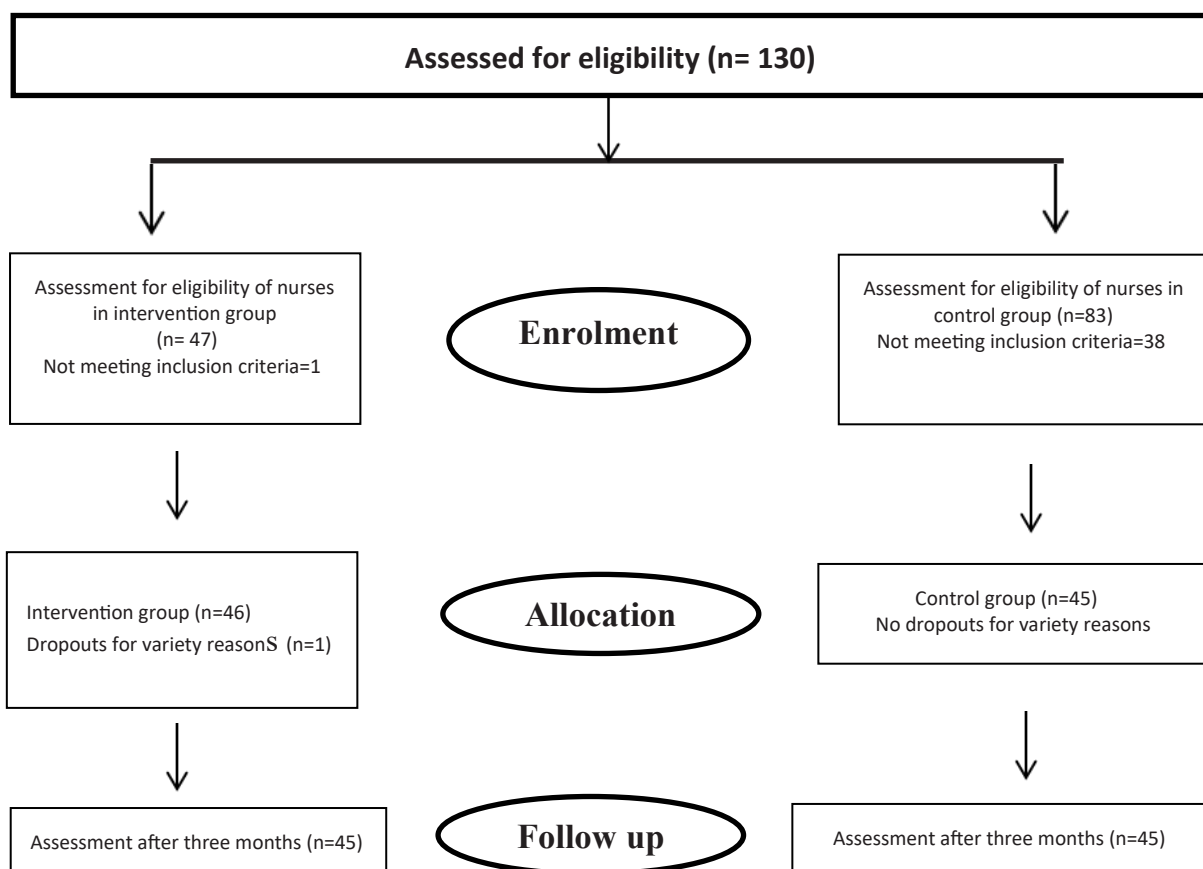 Assessed for eligibility (n= 130)
Assessment for eligibility of nurses
in intervention group
(n= 47)
Not meeting inclusion criteria=1
Enrolment
Assessment for eligibility of nurses in
control group (n=83)
Not meeting inclusion criteria=38
Intervention group (n=46)
Dropouts for variety reasonS (n=1)
Allocation
Control group (n=45)
No dropouts for variety reasons
Assessment after three months (n=45)
Follow up
Assessment after three months (n=45)